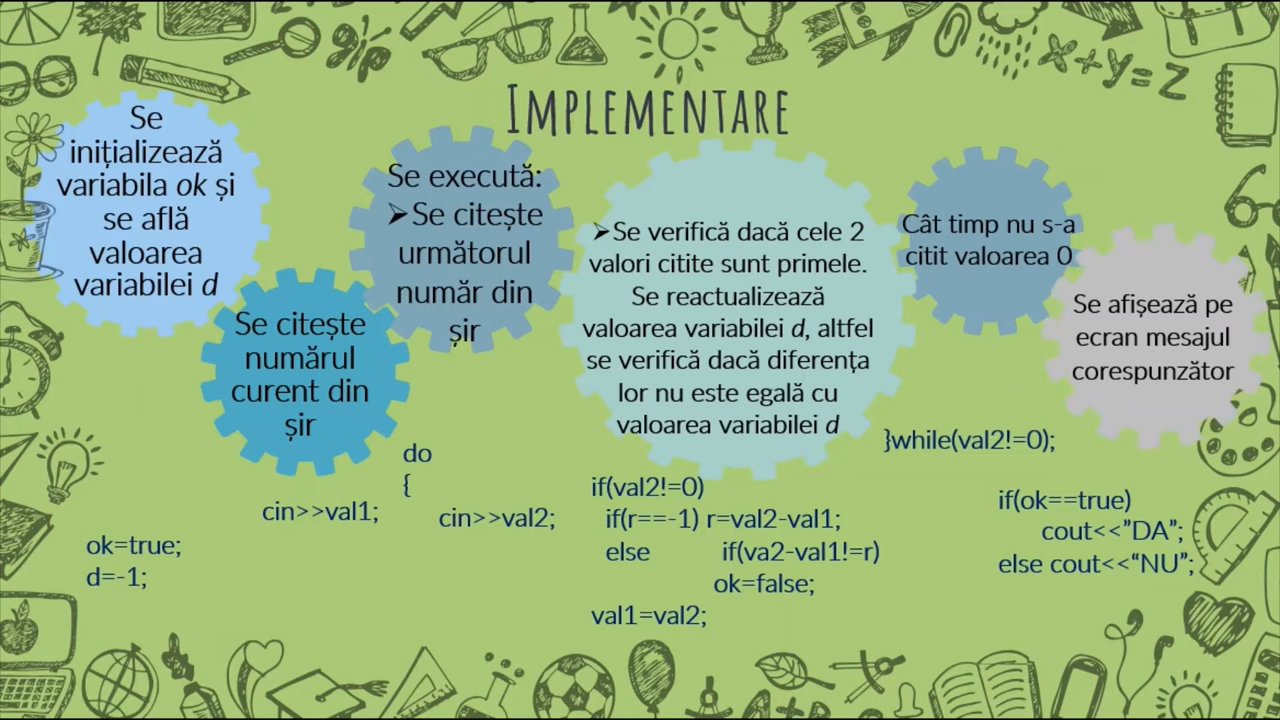 IMPLEMENTARE
Se
inițializează
variabila ok și
se află
valoarea
variabilei d
Se citește
numărul
curent din
șir
Se execută:
➢Se citește
următorul
număr din
șir
➢Se verifică dacă cele 2
valori citite sunt primele.
Se reactualizează
valoarea variabilei d, altfel
se verifică dacă diferența
lor nu este egală cu
valoarea variabilei d
Cât timp nu s-a
citit valoarea 0
Se afișează pe
ecran mesajul
corespunzător
ok=true;
d=-1;
cin>>val1;
do
{
cin>>val2;
if(val2!=0)
if(r==-1) r=val2-val1;
else if(va2-val1!=r)
ok=false;
val1=val2;
}while(val2!=0);
if(ok==true)
cout<<”DA”;
else cout<<“NU”;
x+y=z